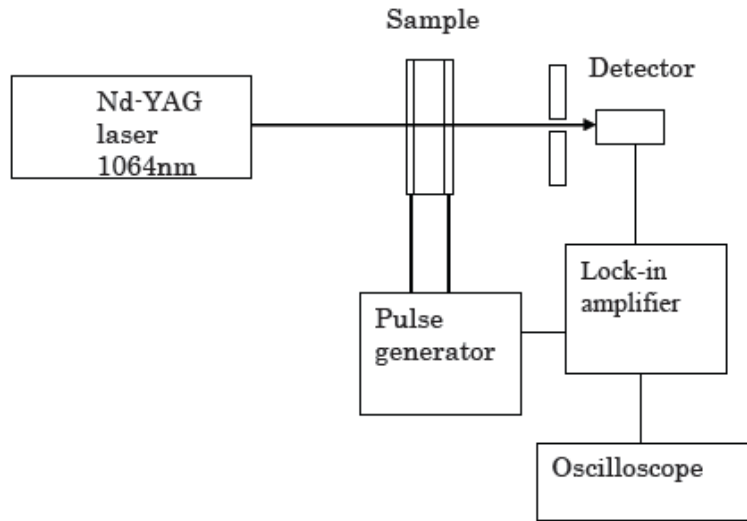 Sample
Nd-YAG
laser
1064nm
Detector
Lock-in
amplifier
Pulse
generator
Oscilloscope